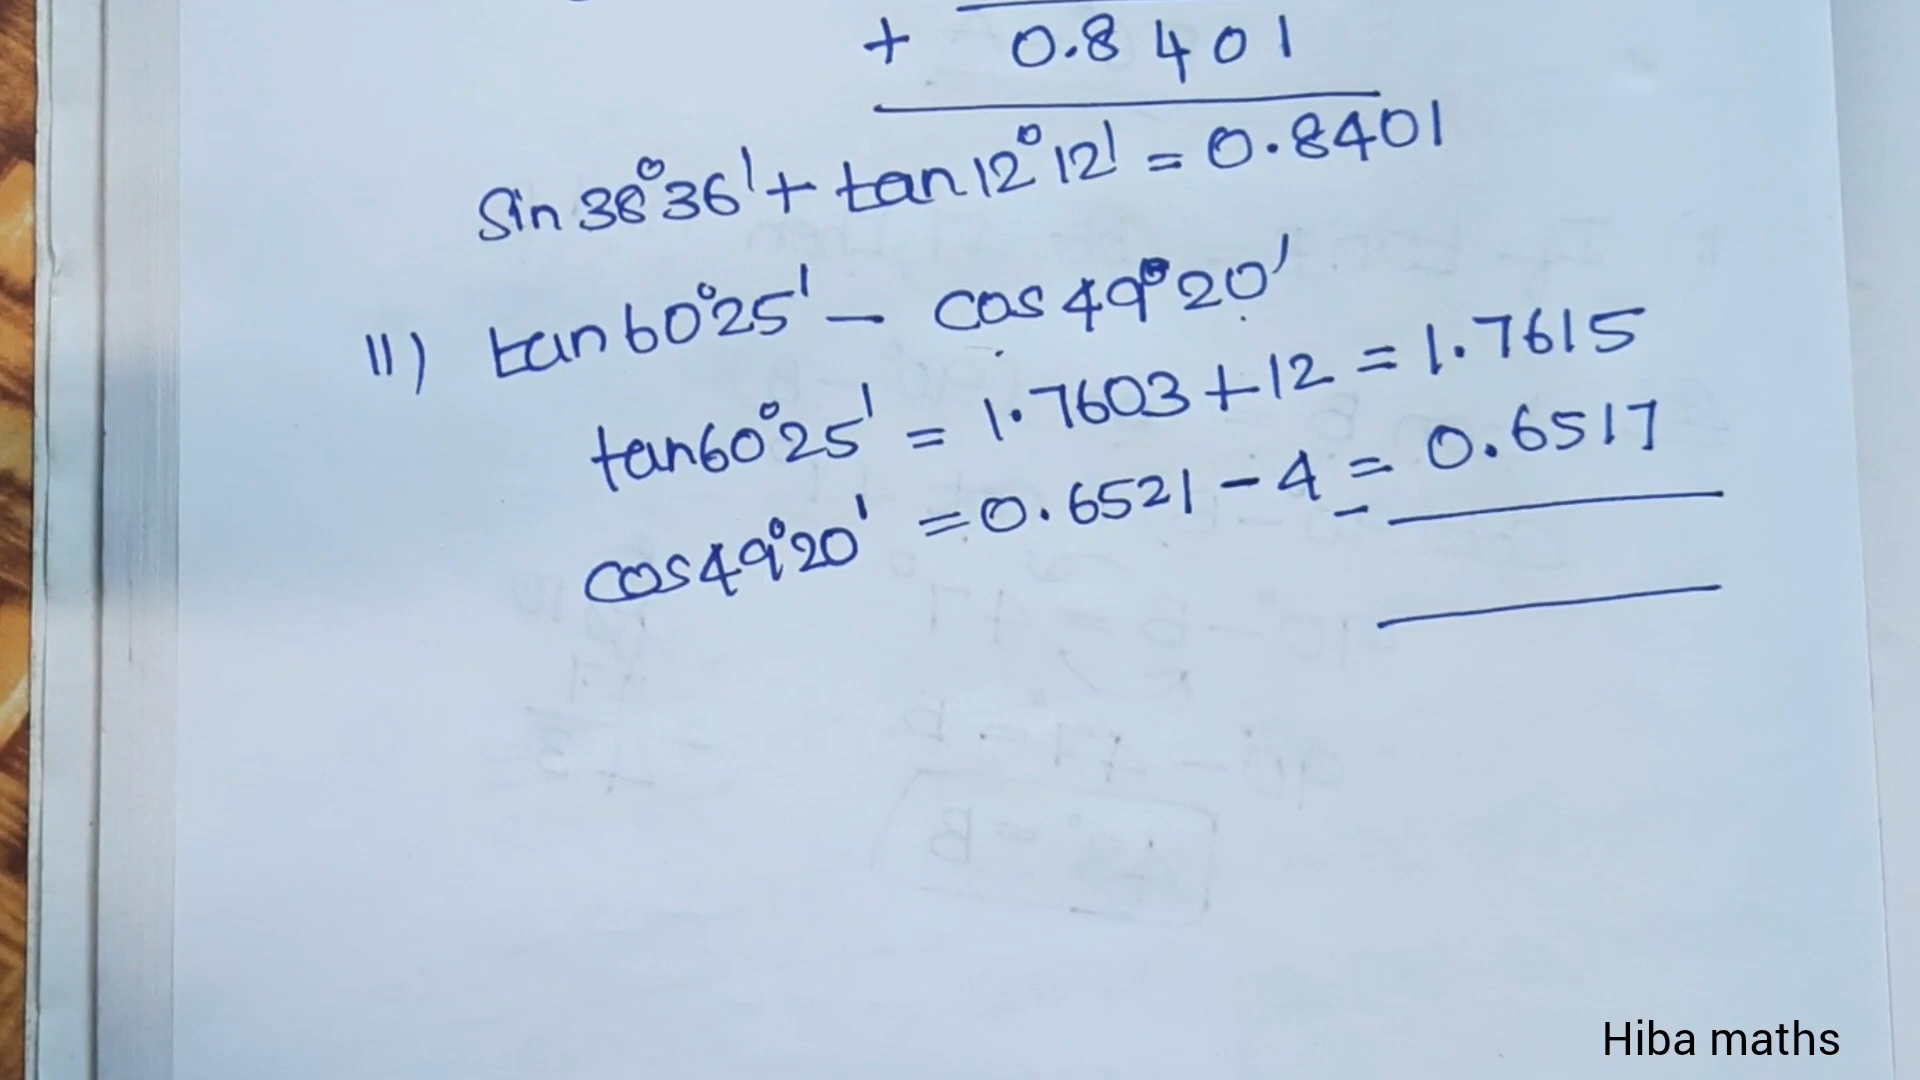 + 0.8401
Sin 38°36' + tan 12°12' = 0.8401
II) tan 60°25' - cos 49°20'
tan 60°25' = 1.7603 + 12 = 1.7615
cos 49°20' = 0.6521 - 4 = 0.6517
-
Hiba maths